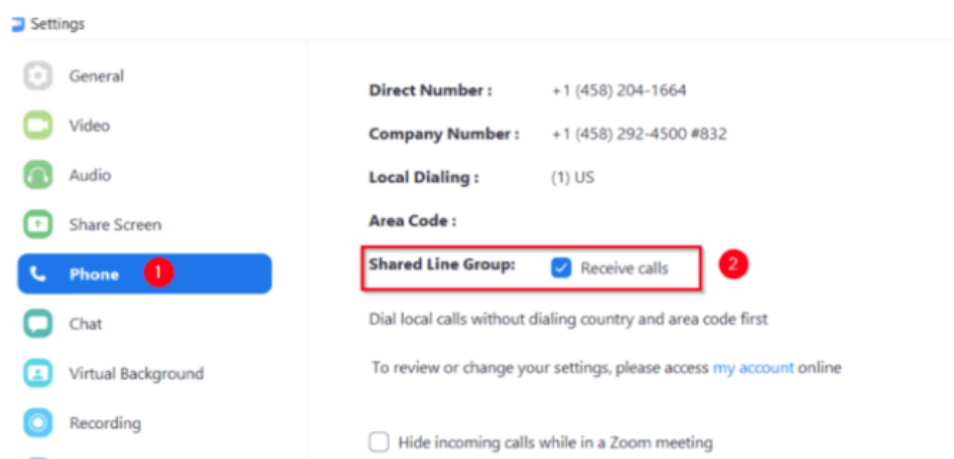 Settings
General
Video
Audio
Share Screen
Phone 1
Chat
Virtual Background
Recording
Direct Number : +1 (458) 204-1664
Company Number : +1 (458) 292-4500 #832
Local Dialing : (1) US
Area Code :
Shared Line Group: Receive calls 2
Dial local calls without dialing country and area code first
To review or change your settings, please access my account online
Hide incoming calls while in a Zoom meeting